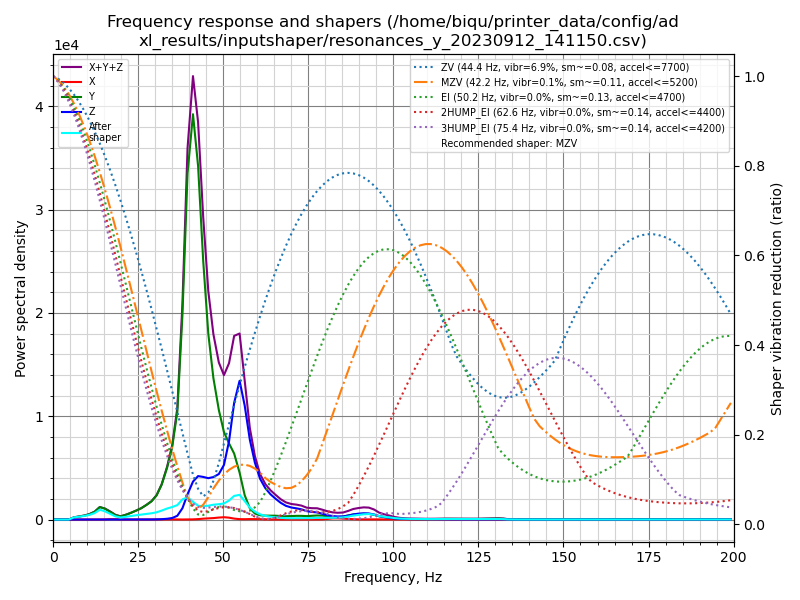 Frequency response and shapers (/home/biqu/printer_data/config/ad
xl_results/inputshaper/resonances_y_20230912_141150.csv)
1e4
X+Y+Z
X
Y
Z
After
shaper
ZV (44.4 Hz, vibr=6.9%, sm~=0.08, accel<=7700)
MZV (42.2 Hz, vibr=0.1%, sm~=0.11, accel<=5200)
EI (50.2 Hz, vibr=0.0%, sm~=0.13, accel<=4700)
2HUMP_EI (62.6 Hz, vibr=0.0%, sm~=0.14, accel<=4400)
3HUMP_EI (75.4 Hz, vibr=0.0%, sm~=0.14, accel<=4200)
Recommended shaper: MZV
Power spectral density
4
3
2
1
0
1.0
0.8
0.6
0.4
0.2
0.0
Shaper vibration reduction (ratio)
0 25 50 75 100 125 150 175 200
Frequency, Hz